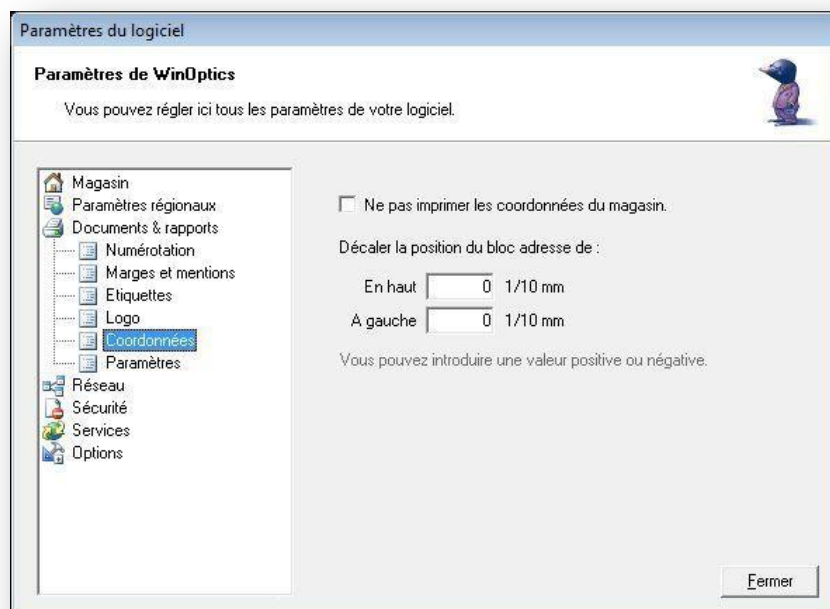 Paramètres du logiciel
Paramètres de WinOptics
Vous pouvez régler ici tous les paramètres de votre logiciel.
Magasin
Paramètres régionaux
Documents & rapports
Numérotation
Marges et mentions
Etiquettes
Logo
Coordonnées
Paramètres
Réseau
Sécurité
Services
Options
Ne pas imprimer les coordonnées du magasin.
Décaler la position du bloc adresse de :
En haut 0 1/10 mm
A gauche 0 1/10 mm
Vous pouvez introduire une valeur positive ou négative.
Fermer